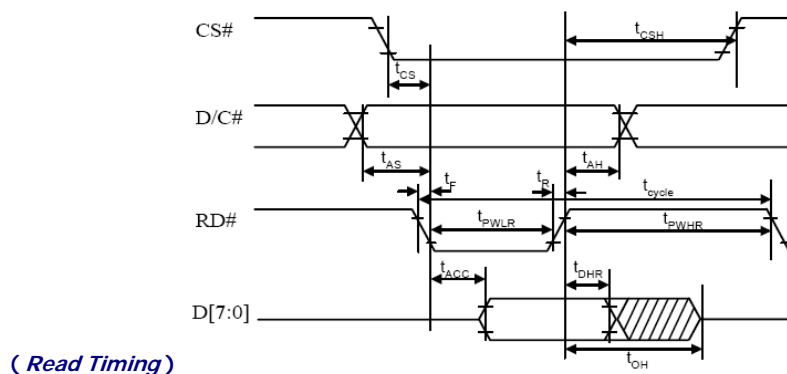 CS#
tCSH
tCS
D/C#
tAS
tAH
tF
tR
tcycle
RD#
tPWLR
tPWHR
tACC
tDHR
D[7:0]
tOH
( Read Timing )